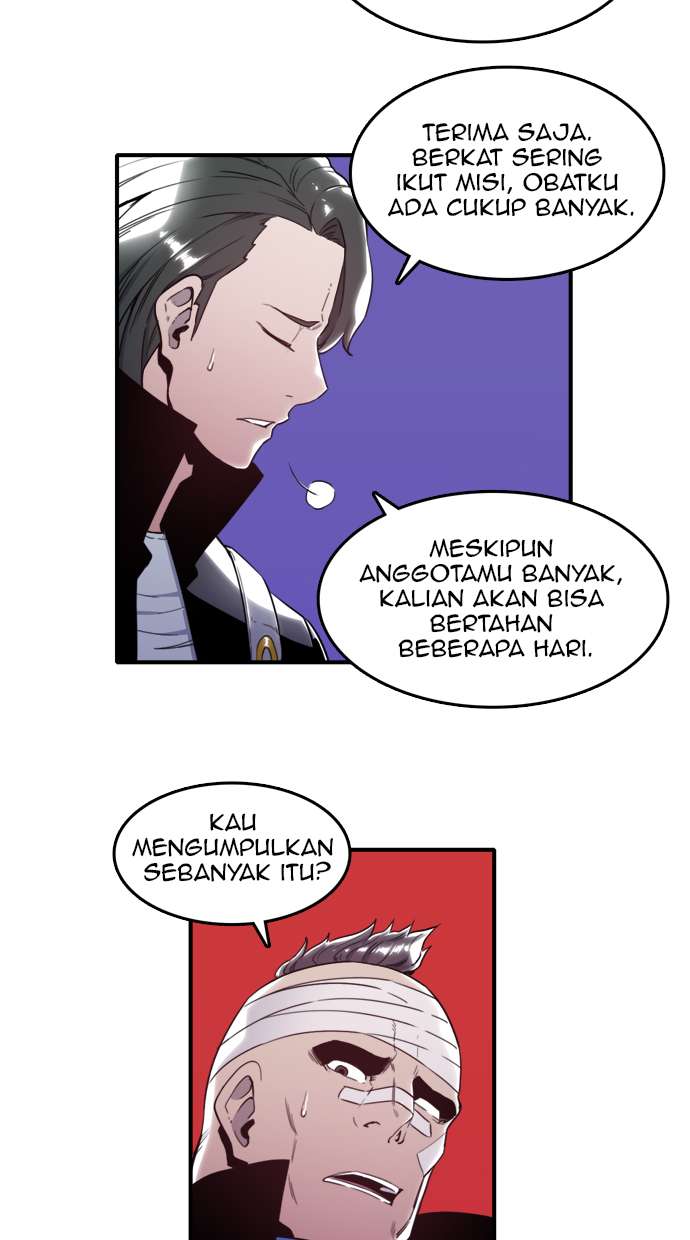 TERIMA SAJA.
BERKAT SERING
IKUT MISI, OBATKU
ADA CUKUP BANYAK.
MESKIPUN
ANGGOTAMU BANYAK,
KALIAN AKAN BISA
BERTAHAN
BEBERAPA HARI.
KAU
MENGUMPULKAN
SEBANYAK ITU?